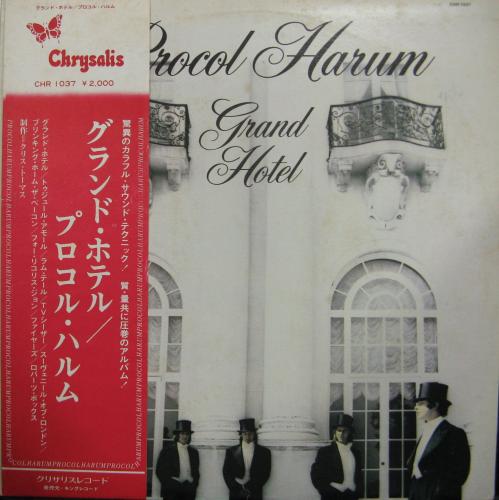 グランド・ホテル/プロコル・ハルム
Chrysalis
CHR 1037 ¥2,000
驚異のカラフル・サウンド・テクニック! 質・量共に圧巻のアルバム!
グランド・ホテル/
プロコル・ハルム
グランド・ホテル/トゥジュール・アモール/ラム・テール/TVシーザー/スーヴェニール・オブ・ロンドン/
ブリンギング・ホーム・ザ・ベーコン/フォー・リコリス・ジョン/ファイヤーズ/ロバーツ・ボックス
制作=クリス・トーマス
クリサリスレコード
発売元・キングレコード
Procol Harum
Grand
Hotel